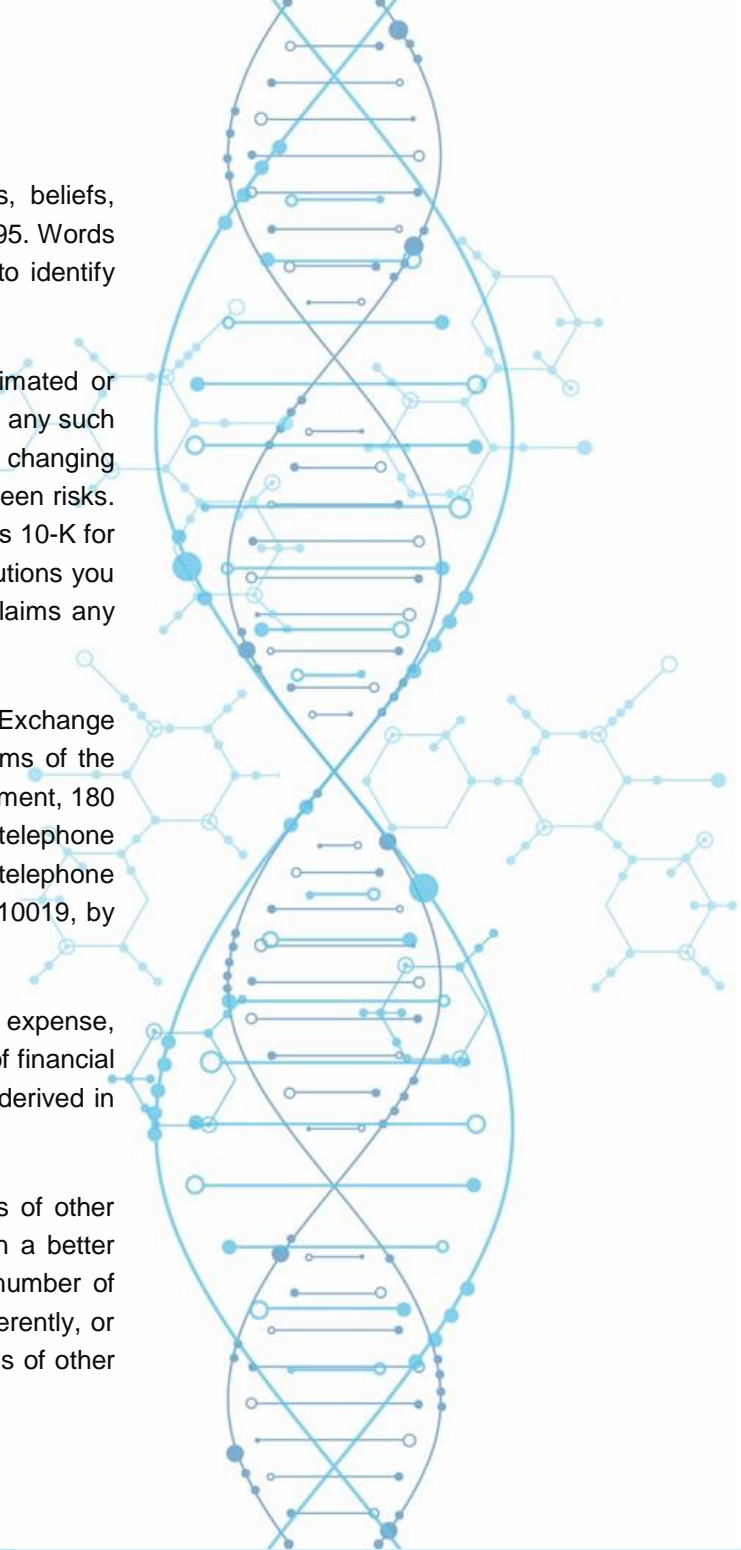 s, beliefs,
95. Words
to identify
imated or
any such
changing
een risks.
s 10-K for
utions you
laims any
Exchange
ms of the
ment, 180
telephone
telephone
10019, by
expense,
of financial
derived in
s of other
n a better
number of
erently, or
s of other